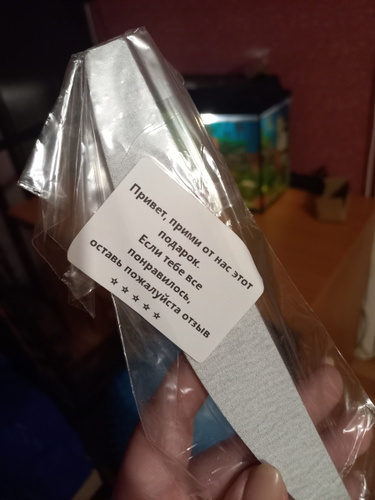 Привет, прими от нас этот
подарок.
Если тебе все
понравилось,
оставь пожалуйста отзыв
☆ ☆ ☆ ☆ ☆